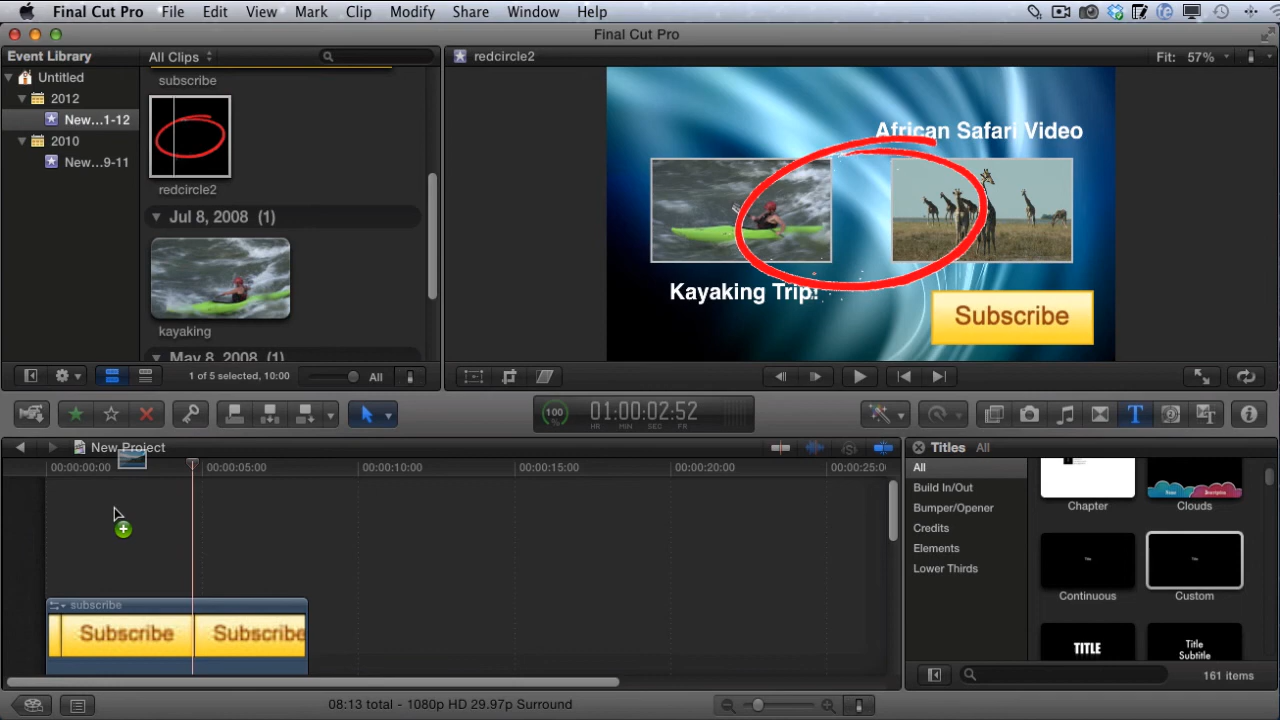 Final Cut Pro File Edit View Mark Clip Modify Share Window Help
Final Cut Pro
Event Library
All Clips
redcircle2
Fit: 57%
Untitled
2012
New...1-12
2010
New...9-11
subscribe
redcircle2
Jul 8, 2008 (1)
kayaking
May 8, 2008 (1)
African Safari Video
Kayaking Trip!
Subscribe
1 of 5 selected, 10:00
All
100
%
01:00:02:52
HR MIN SEC FR
New Project
00:00:00:00 00:00:05:00 00:00:10:00 00:00:15:00 00:00:20:00 00:00:25:0
subscribe
Subscribe
Subscribe
Titles All
All
Build In/Out
Bumper/Opener
Credits
Elements
Lower Thirds
Chapter
Clouds
Title
Continuous
Title
Custom
TITLE
Title
Subtitle
161 items
08:13 total - 1080p HD 29.97p Surround